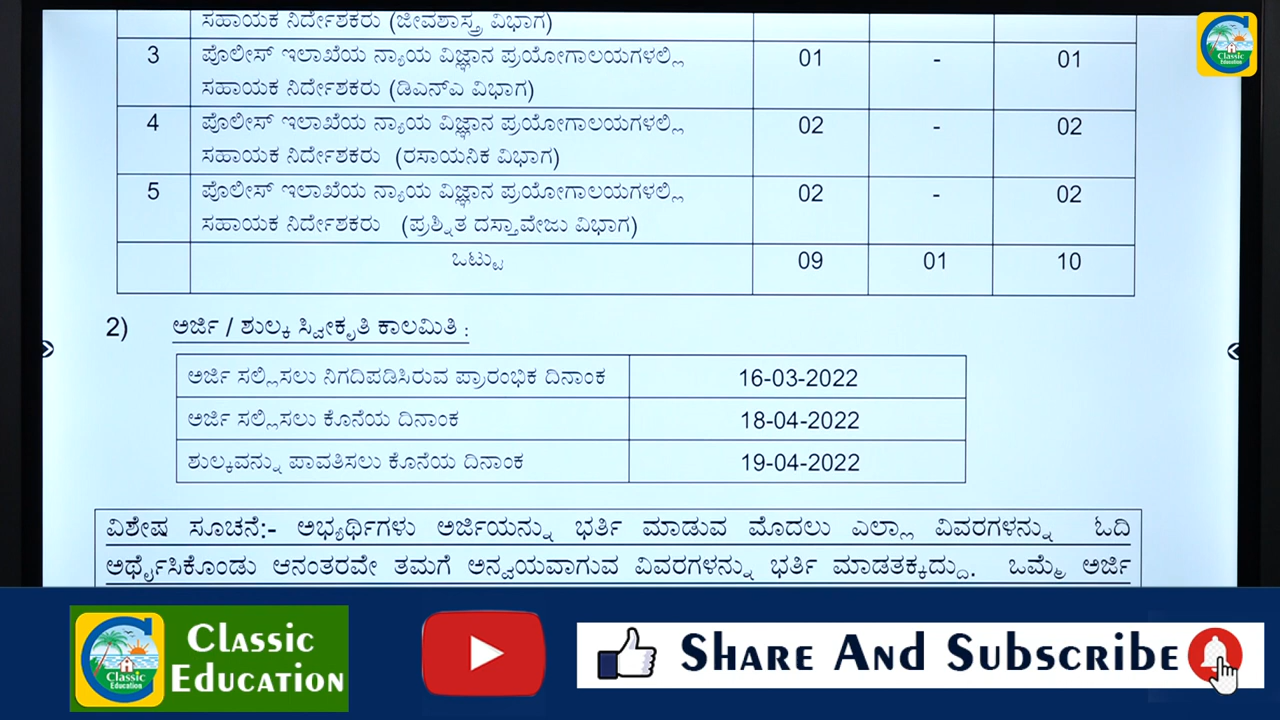 ಸಹಾಯಕ ನಿರ್ದೇಶಕರು (ಜೀವಶಾಸ್ತ್ರ ವಿಭಾಗ)
3 ಪೊಲೀಸ್ ಇಲಾಖೆಯ ನ್ಯಾಯ ವಿಜ್ಞಾನ ಪ್ರಯೋಗಾಲಯಗಳಲ್ಲಿ 01 - 01
ಸಹಾಯಕ ನಿರ್ದೇಶಕರು (ಡಿಎನ್ಎ ವಿಭಾಗ)
4 ಪೊಲೀಸ್ ಇಲಾಖೆಯ ನ್ಯಾಯ ವಿಜ್ಞಾನ ಪ್ರಯೋಗಾಲಯಗಳಲ್ಲಿ 02 - 02
ಸಹಾಯಕ ನಿರ್ದೇಶಕರು (ರಸಾಯನಿಕ ವಿಭಾಗ)
5 ಪೊಲೀಸ್ ಇಲಾಖೆಯ ನ್ಯಾಯ ವಿಜ್ಞಾನ ಪ್ರಯೋಗಾಲಯಗಳಲ್ಲಿ 02 - 02
ಸಹಾಯಕ ನಿರ್ದೇಶಕರು (ಪ್ರಶ್ನಿತ ದಸ್ತಾವೇಜು ವಿಭಾಗ)
ಒಟ್ಟು 09 01 10
2) ಅರ್ಜಿ / ಶುಲ್ಕ ಸ್ವೀಕೃತಿ ಕಾಲಮಿತಿ :
ಅರ್ಜಿ ಸಲ್ಲಿಸಲು ನಿಗದಿಪಡಿಸಿರುವ ಪ್ರಾರಂಭಿಕ ದಿನಾಂಕ 16-03-2022
ಅರ್ಜಿ ಸಲ್ಲಿಸಲು ಕೊನೆಯ ದಿನಾಂಕ 18-04-2022
ಶುಲ್ಕವನ್ನು ಪಾವತಿಸಲು ಕೊನೆಯ ದಿನಾಂಕ 19-04-2022
ವಿಶೇಷ ಸೂಚನೆ:- ಅಭ್ಯರ್ಥಿಗಳು ಅರ್ಜಿಯನ್ನು ಭರ್ತಿ ಮಾಡುವ ಮೊದಲು ಎಲ್ಲಾ ವಿವರಗಳನ್ನು ಓದಿ
ಅರ್ಥೈಸಿಕೊಂಡು ಆನಂತರವೇ ತಮಗೆ ಅನ್ವಯವಾಗುವ ವಿವರಗಳನ್ನು ಭರ್ತಿ ಮಾಡತಕ್ಕದ್ದು. ಒಮ್ಮೆ ಅರ್ಜಿ
Classic
Education
Classic
Education
Classic
Education
Share And Subscribe